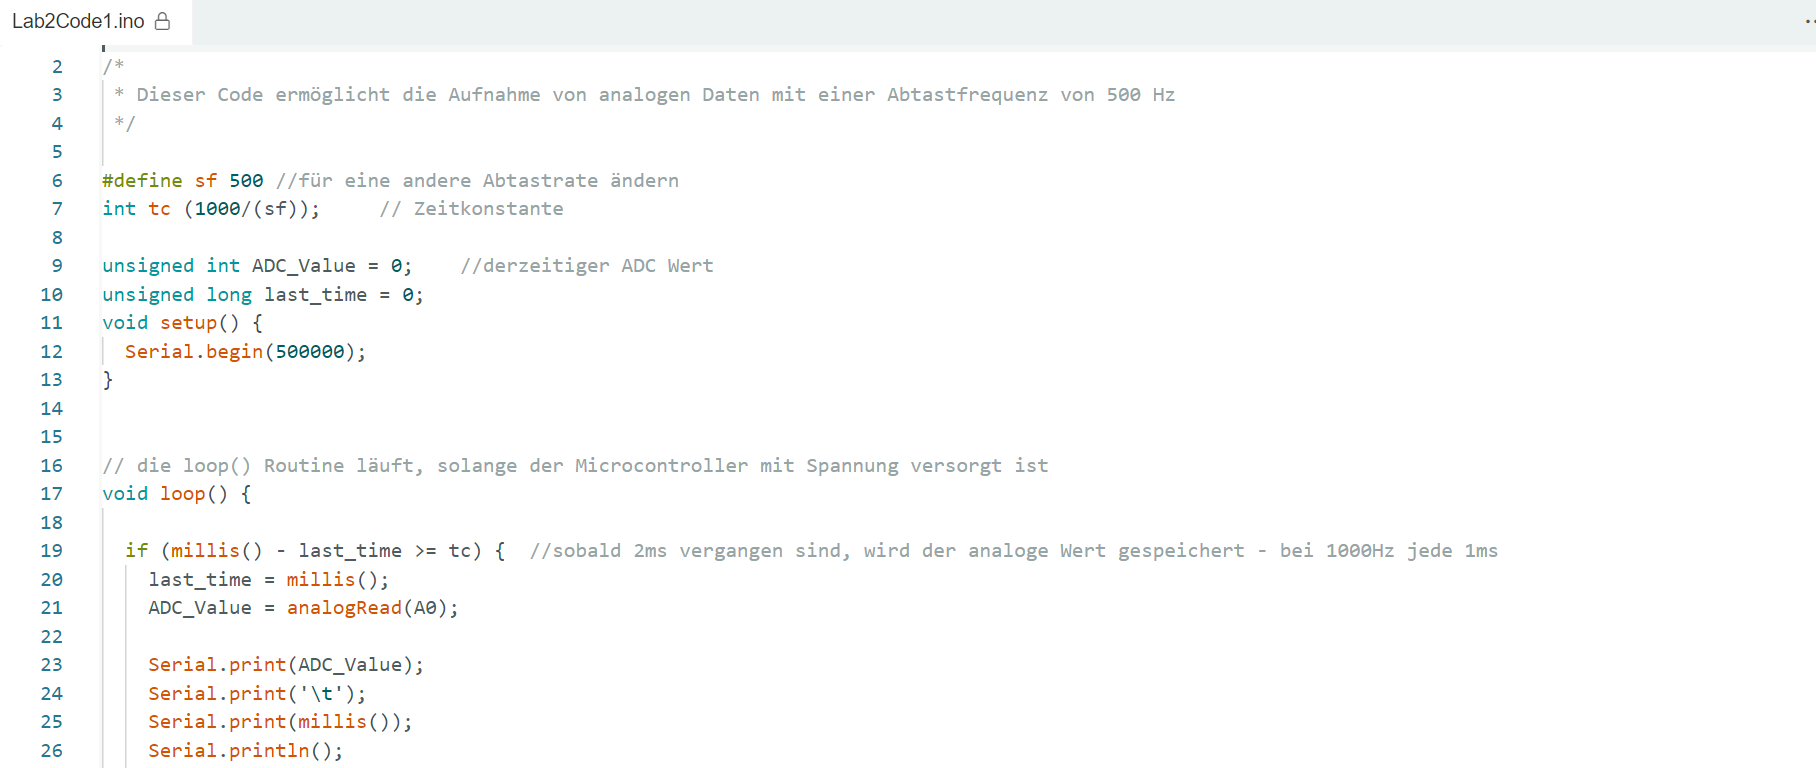 Lab2Code1.ino
2 /*
3 * Dieser Code ermöglicht die Aufnahme von analogen Daten mit einer Abtastfrequenz von 500 Hz
4 */
5
6 #define sf 500 //für eine andere Abtastrate ändern
7 int tc (1000/(sf)); // Zeitkonstante
8
9 unsigned int ADC_Value = 0; //derzeitiger ADC Wert
10 unsigned long last_time = 0;
11 void setup() {
12 Serial.begin(500000);
13 }
14
15
16 // die loop() Routine läuft, solange der Microcontroller mit Spannung versorgt ist
17 void loop() {
18
19 if (millis() - last_time >= tc) { //sobald 2ms vergangen sind, wird der analoge Wert gespeichert - bei 1000Hz jede 1ms
20 last_time = millis();
21 ADC_Value = analogRead(A0);
22
23 Serial.print(ADC_Value);
24 Serial.print('\t');
25 Serial.print(millis());
26 Serial.println();